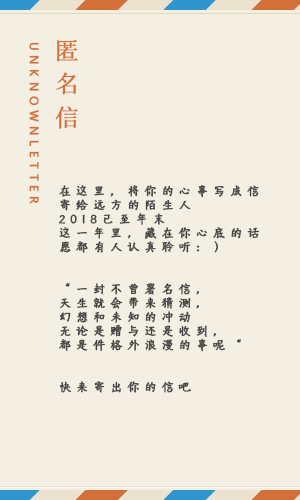 匿名信
UNKNOWNLETTER
在这里，将你的心事写成信
寄给远方的陌生人
2018己至年末
这一年里，藏在你心底的话
愿都有人认真聆听：）
“一封不曾署名信，
天生就会带来猜测，
幻想和未知的冲动
无论是赠与还是收到，
都是件格外浪漫的事呢“
快来寄出你的信吧